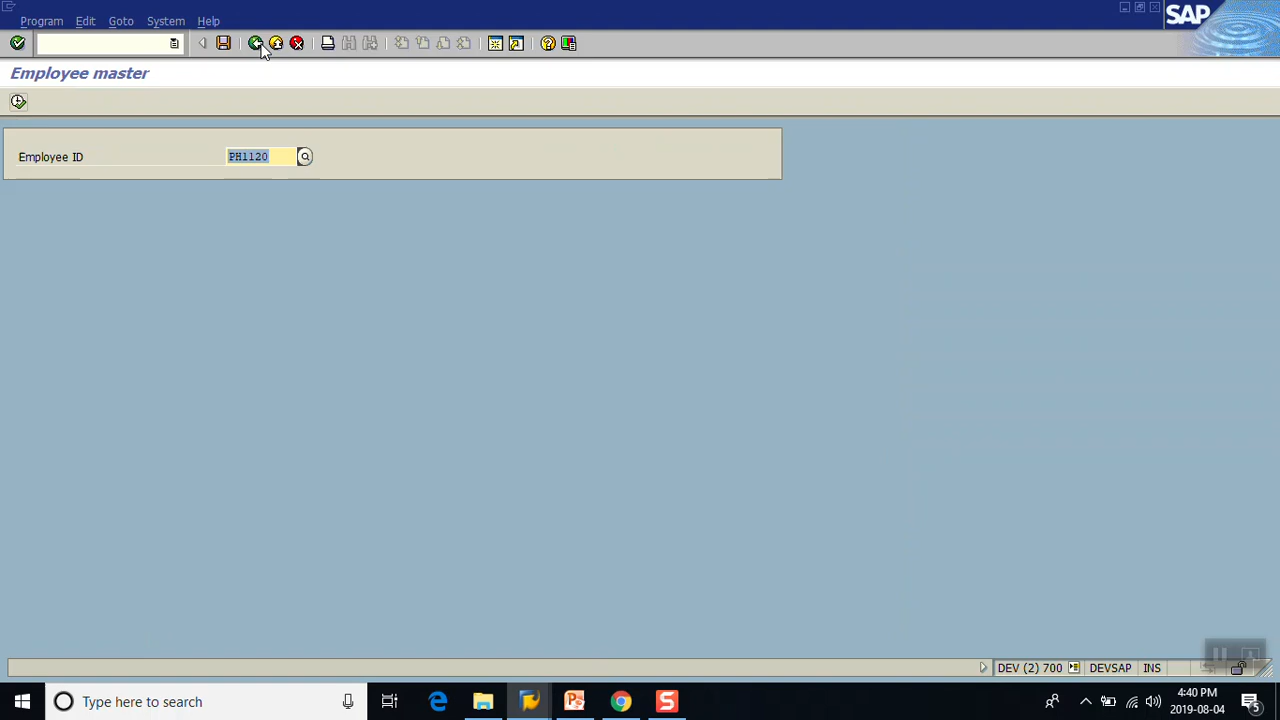 Program Edit Goto System Help
SAP
Employee master
Employee ID PH1120
DEV (2) 700 DEVSAP INS
Type here to search
4:40 PM
2019-08-04
5